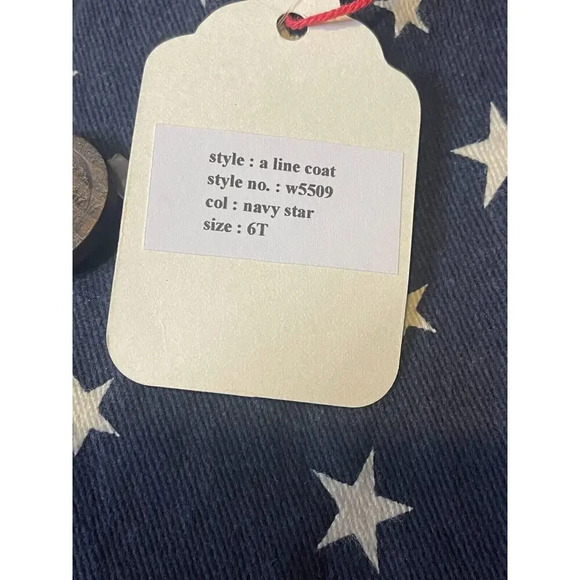 style : a line coat
style no. : w5509
col : navy star
size : 6T